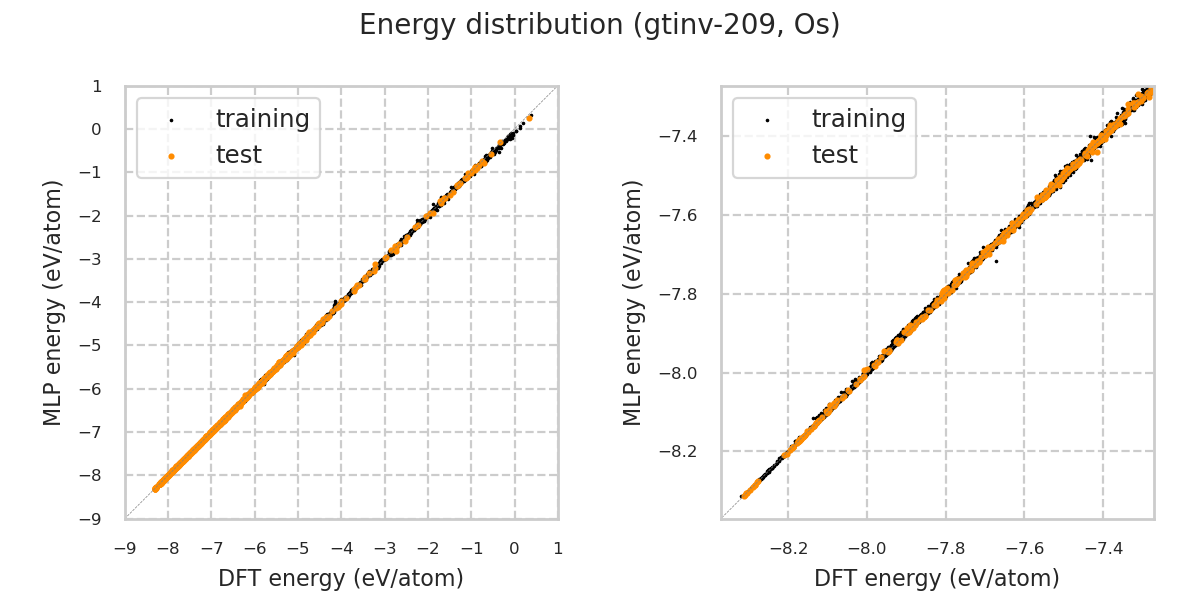 Energy distribution (gtinv-209, Os)
training
test
MLP energy (eV/atom)
1
0
−1
−2
−3
−4
−5
−6
−7
−8
−9
−9 −8 −7 −6 −5 −4 −3 −2 −1 0 1
DFT energy (eV/atom)
training
test
MLP energy (eV/atom)
−7.4
−7.6
−7.8
−8.0
−8.2
−8.2 −8.0 −7.8 −7.6 −7.4
DFT energy (eV/atom)